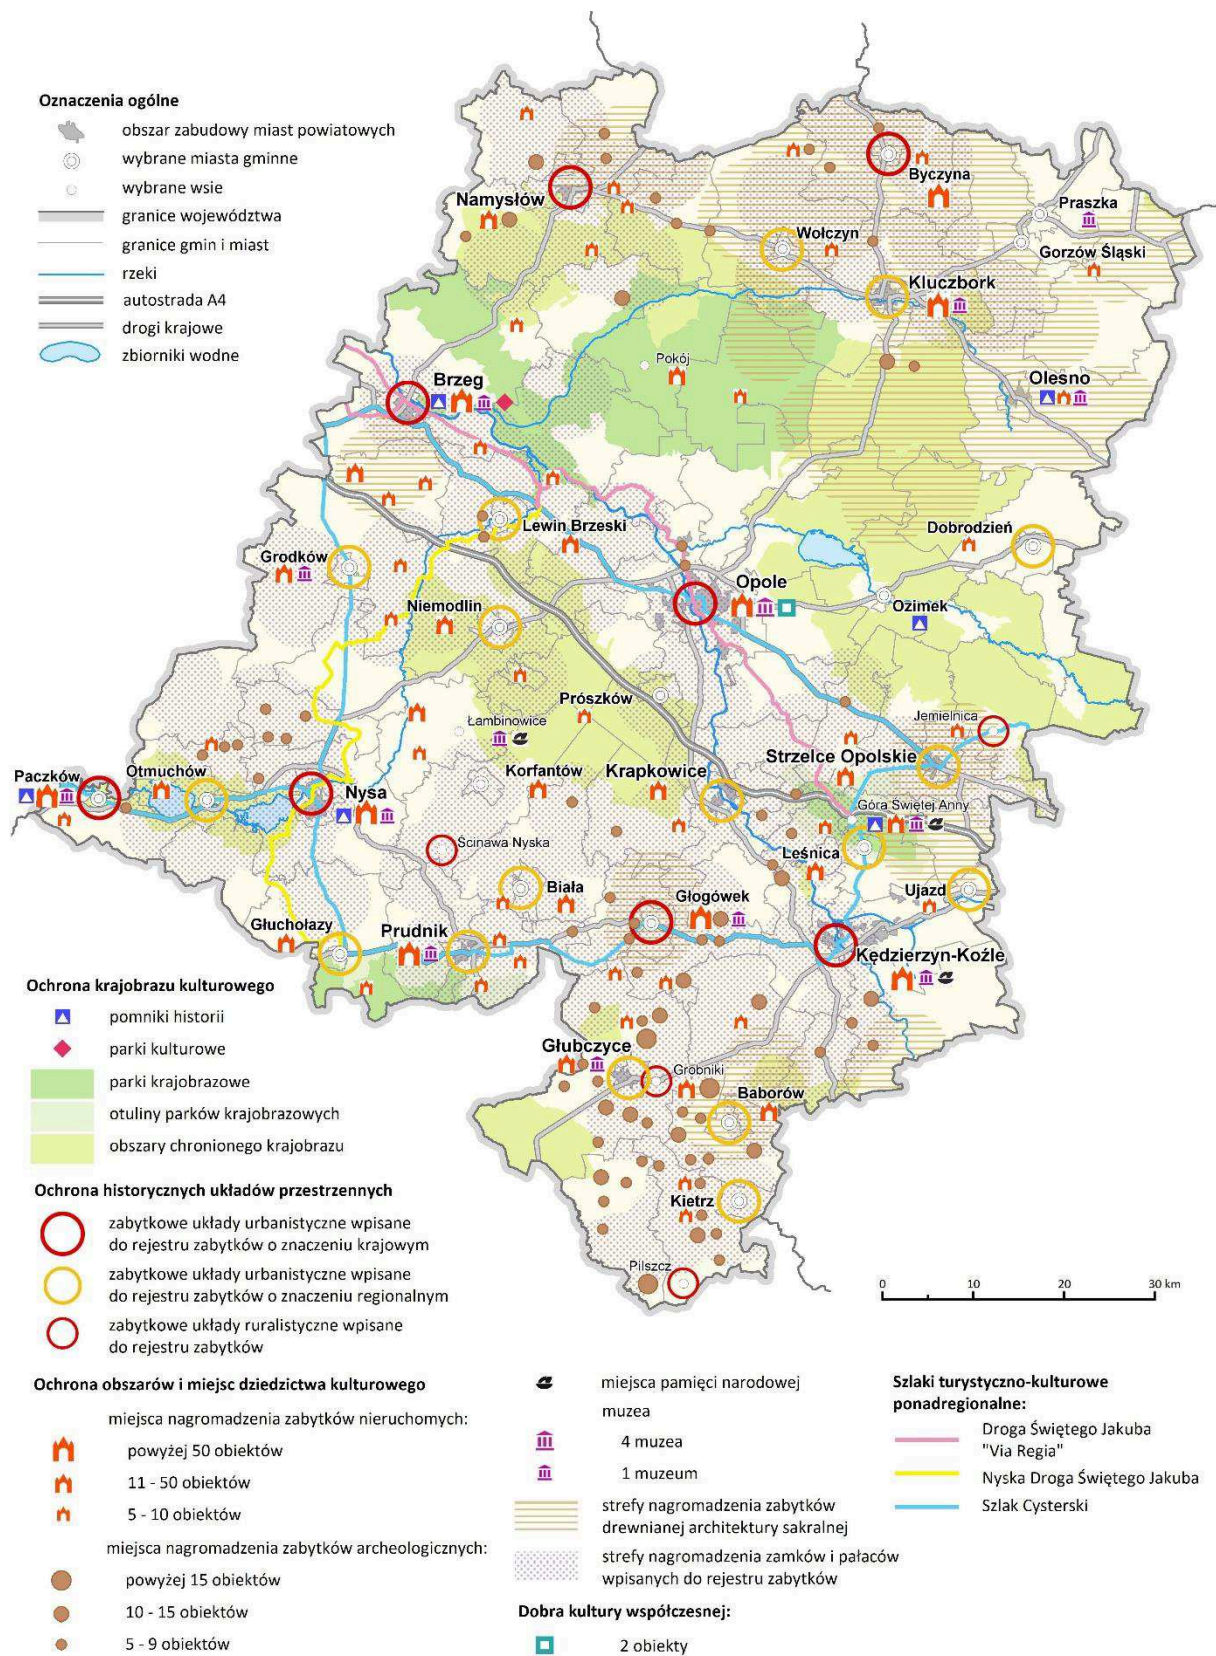 Oznaczenia ogólne
obszar zabudowy miast powiatowych
wybrane miasta gminne
wybrane wsie
granice województwa
granice gmin i miast
rzeki
autostrada A4
drogi krajowe
zbiorniki wodne
Namysłów
Byczyna
Praszka
Wołczyn
Gorzów Śląski
Kluczbork
Pokój
Brzeg
Olesno
Lewin Brzeski
Dobrodzień
Grodków
Opole
Niemodlin
Ozimek
Prószków
Łambinowice
Jemielnica
Strzelce Opolskie
Paczków
Otmuchów
Korfantów
Krapkowice
Nysa
Góra Świętej Anny
Ścinawa Nyska
Leśnica
Biała
Głogówek
Ujazd
Głuchołazy
Prudnik
Kędzierzyn-Koźle
Głubczyce
Grobniki
Baborów
Kietrz
Pilszcz
Ochrona krajobrazu kulturowego
pomniki historii
parki kulturowe
parki krajobrazowe
otuliny parków krajobrazowych
obszary chronionego krajobrazu
Ochrona historycznych układów przestrzennych
zabytkowe układy urbanistyczne wpisane
do rejestru zabytków o znaczeniu krajowym
zabytkowe układy urbanistyczne wpisane
do rejestru zabytków o znaczeniu regionalnym
zabytkowe układy ruralistyczne wpisane
do rejestru zabytków
0 10 20 30 km
Ochrona obszarów i miejsc dziedzictwa kulturowego
miejsca nagromadzenia zabytków nieruchomych:
powyżej 50 obiektów
11 - 50 obiektów
5 - 10 obiektów
miejsca nagromadzenia zabytków archeologicznych:
powyżej 15 obiektów
10 - 15 obiektów
5 - 9 obiektów
miejsca pamięci narodowej
muzea
4 muzea
1 muzeum
strefy nagromadzenia zabytków
drewnianej architektury sakralnej
strefy nagromadzenia zamków i pałaców
wpisanych do rejestru zabytków
Dobra kultury współczesnej:
2 obiekty
Szlaki turystyczno-kulturowe
ponadregionalne:
Droga Świętego Jakuba
"Via Regia"
Nyska Droga Świętego Jakuba
Szlak Cysterski